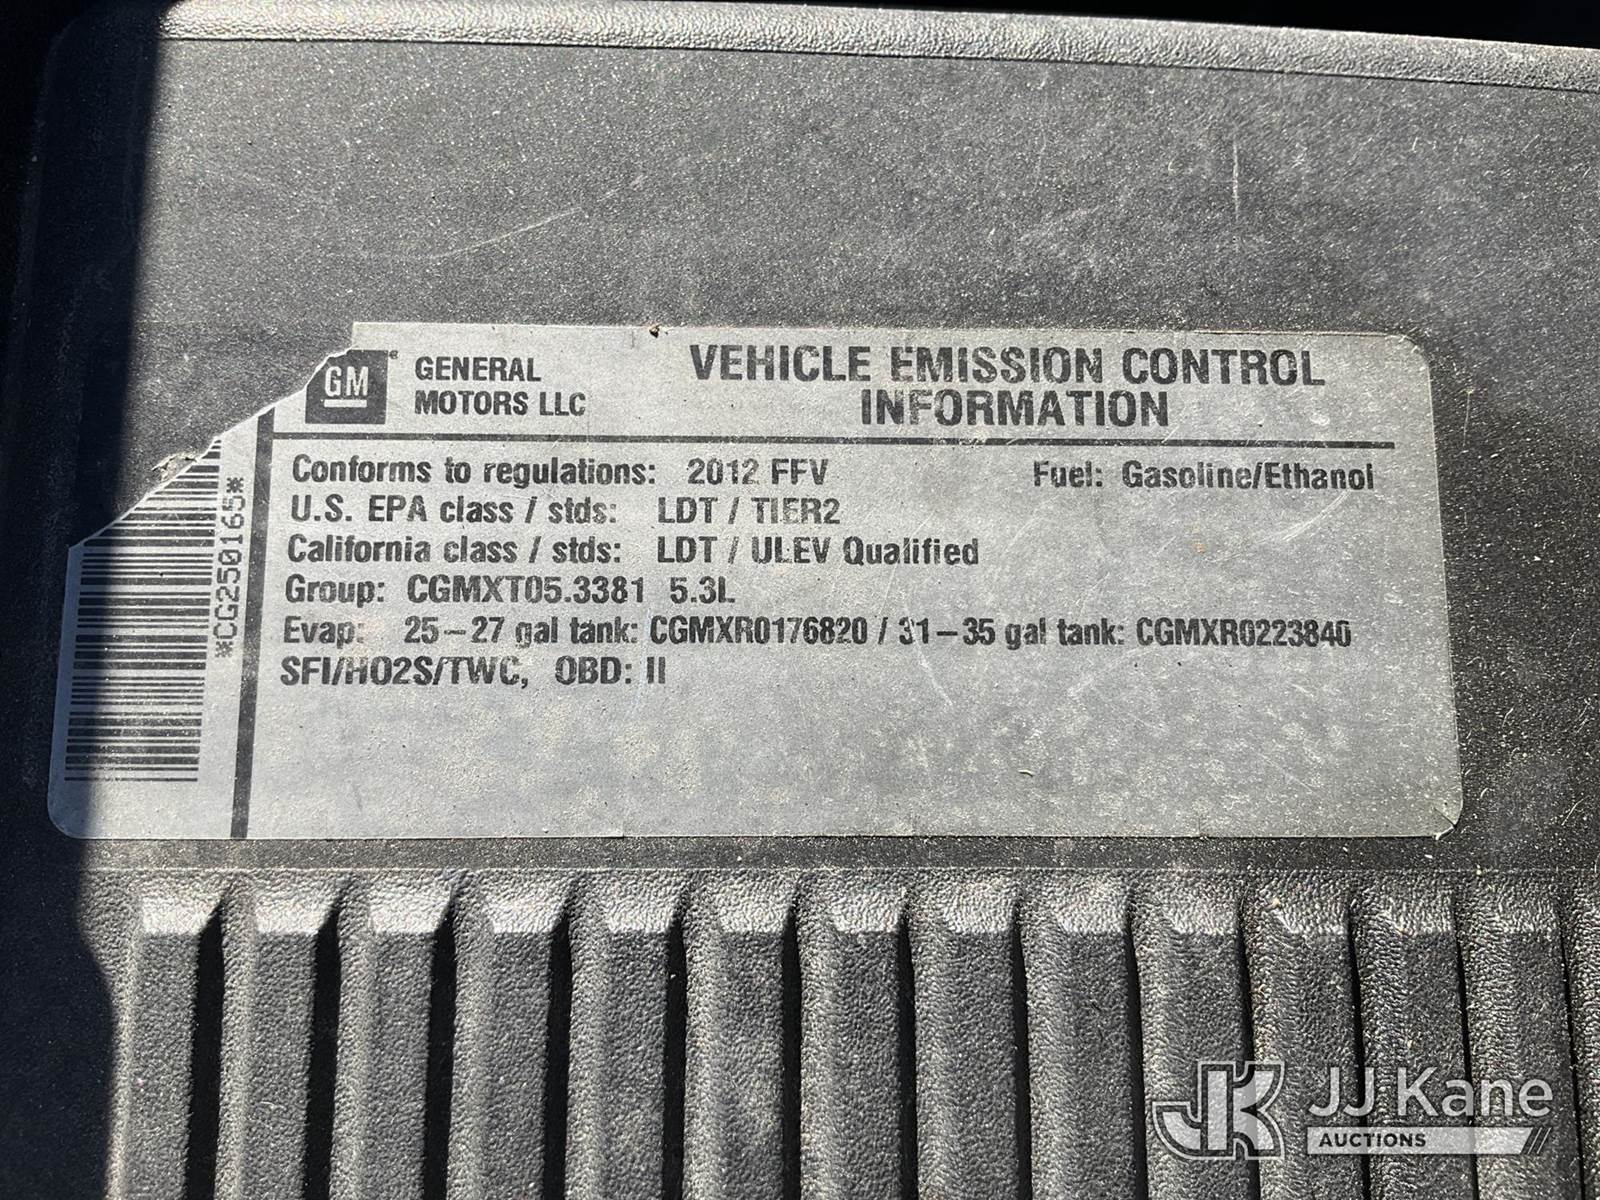 GM® GENERAL MOTORS LLC
VEHICLE EMISSION CONTROL
INFORMATION
Conforms to regulations: 2012 FFV Fuel: Gasoline/Ethanol
U.S. EPA class / stds: LDT / TIER2
California class / stds: LDT / ULEV Qualified
Group: CGMXT05.3381 5.3L
Evap: 25-27 gal tank: CGMXR0176820 / 31-35 gal tank: CGMXR0223840
SFI/HO2S/TWC, OBD: II
*CG250165*
JK JJ Kane
AUCTIONS